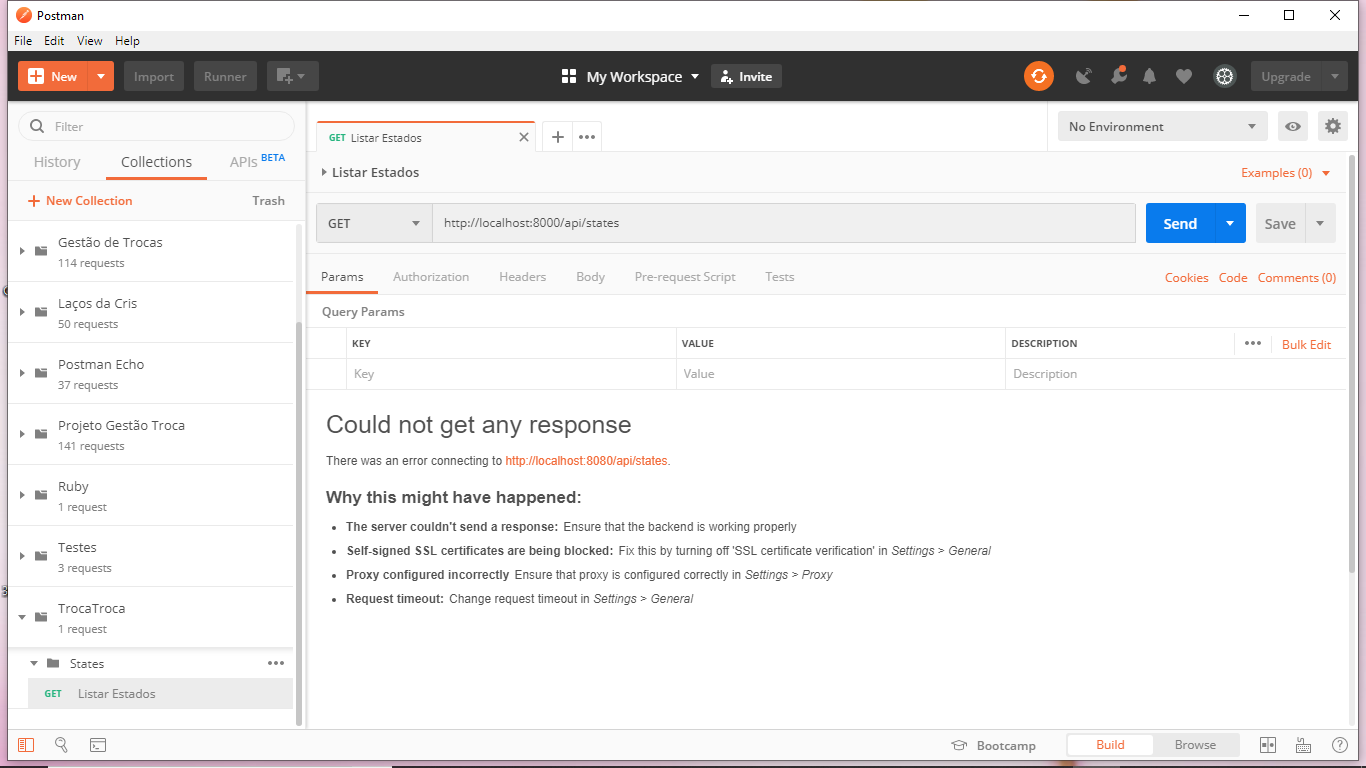 Postman
File Edit View Help
New Import Runner My Workspace Invite Upgrade
Filter
History Collections APIs BETA
New Collection Trash
Gestão de Trocas
114 requests
Laços da Cris
50 requests
Postman Echo
37 requests
Projeto Gestão Troca
141 requests
Ruby
1 request
Testes
3 requests
TrocaTroca
1 request
States
GET Listar Estados
GET Listar Estados
No Environment
Listar Estados
Examples (0)
GET http://localhost:8000/api/states Send Save
Params Authorization Headers Body Pre-request Script Tests Cookies Code Comments (0)
Query Params
KEY VALUE DESCRIPTION Bulk Edit
Key Value Description
Could not get any response
There was an error connecting to http://localhost:8080/api/states.
Why this might have happened:
The server couldn't send a response: Ensure that the backend is working properly
Self-signed SSL certificates are being blocked: Fix this by turning off 'SSL certificate verification' in Settings > General
Proxy configured incorrectly Ensure that proxy is configured correctly in Settings > Proxy
Request timeout: Change request timeout in Settings > General
Bootcamp Build Browse